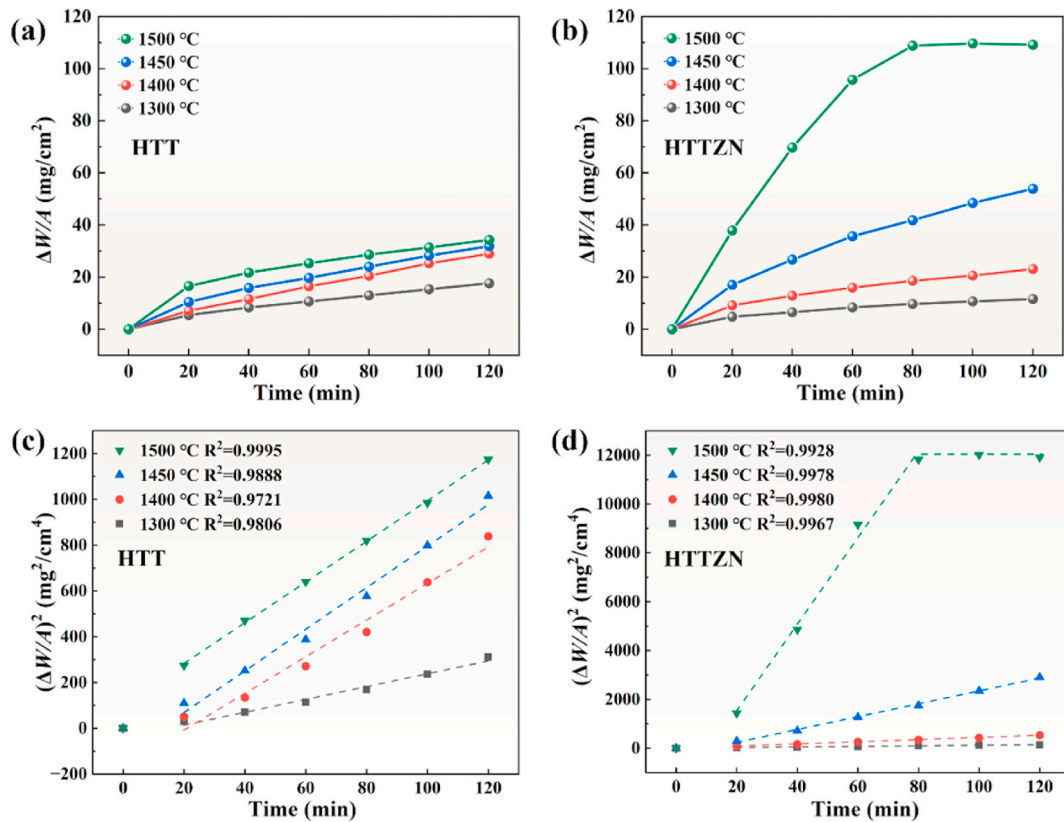 (a)
120
100
80
60
40
20
0
ΔW/A (mg/cm²)
1500 °C
1450 °C
1400 °C
1300 °C
HTT
0 20 40 60 80 100 120
Time (min)
(b)
120
100
80
60
40
20
0
ΔW/A (mg/cm²)
1500 °C
1450 °C
1400 °C
1300 °C
HTTZN
0 20 40 60 80 100 120
Time (min)
(c)
1200
1000
800
600
400
200
0
−200
(ΔW/A)² (mg²/cm⁴)
1500 °C R²=0.9995
1450 °C R²=0.9888
1400 °C R²=0.9721
1300 °C R²=0.9806
HTT
0 20 40 60 80 100 120
Time (min)
(d)
12000
10000
8000
6000
4000
2000
0
(ΔW/A)² (mg²/cm⁴)
1500 °C R²=0.9928
1450 °C R²=0.9978
1400 °C R²=0.9980
1300 °C R²=0.9967
HTTZN
0 20 40 60 80 100 120
Time (min)